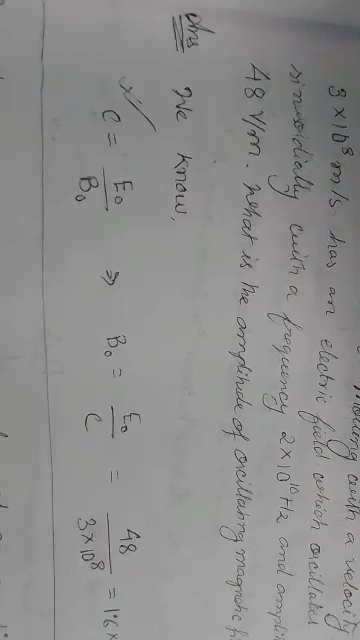 moving with a velocity
3×10⁸ m/s. has an electric field which oscillates
sinusoidially with a frequency 2×10¹⁰ Hz and ampli
48 V/m. What is the amplitude of oscillating magnetic f
Ans We know,
C = E₀/B₀ ⇒ B₀ = E₀/C = 48/3×10⁸ = 1.6×